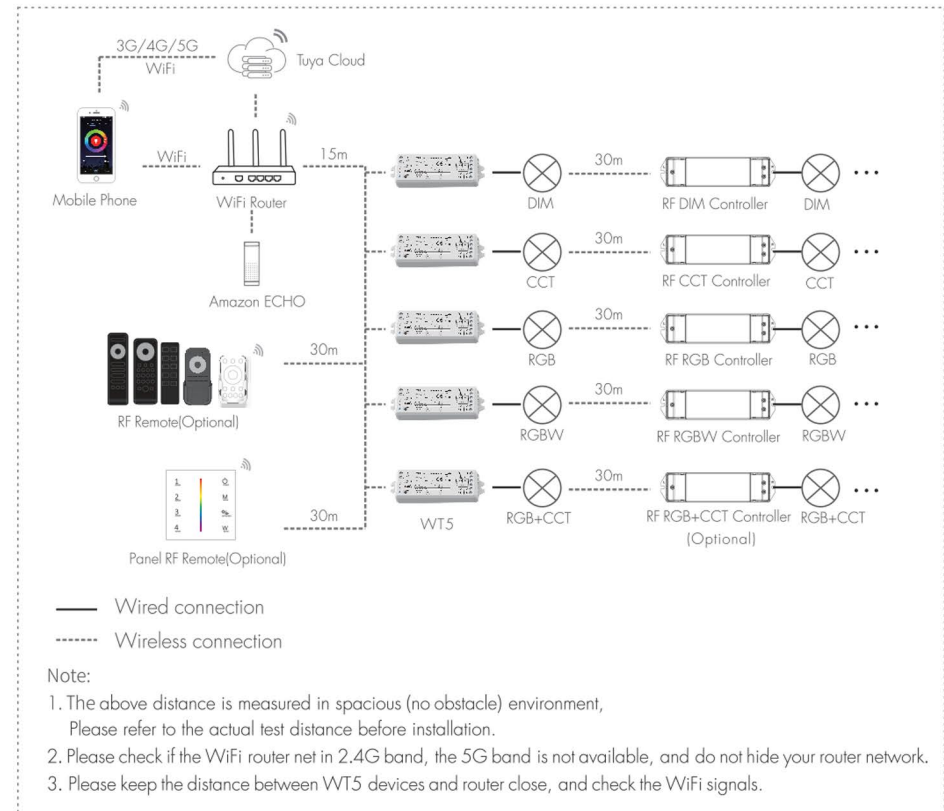 3G/4G/5G
WiFi
Tuya Cloud
WiFi
15m
Mobile Phone
WiFi Router
Amazon ECHO
30m
RF Remote(Optional)
1
2
3
4
M
W
30m
Panel RF Remote(Optional)
DIM
30m
RF DIM Controller
DIM
...
CCT
30m
RF CCT Controller
CCT
...
RGB
30m
RF RGB Controller
RGB
...
RGBW
30m
RF RGBW Controller
RGBW
...
WT5
RGB+CCT
30m
RF RGB+CCT Controller
(Optional)
RGB+CCT
...
Wired connection
Wireless connection
Note:
1. The above distance is measured in spacious (no obstacle) environment,
Please refer to the actual test distance before installation.
2. Please check if the WiFi router net in 2.4G band, the 5G band is not available, and do not hide your router network.
3. Please keep the distance between WT5 devices and router close, and check the WiFi signals.